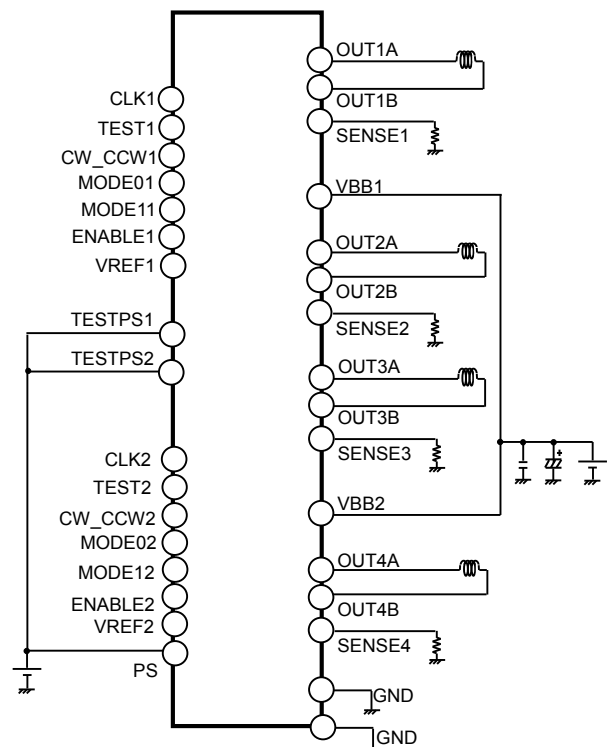 CLK1
TEST1
CW_CCW1
MODE01
MODE11
ENABLE1
VREF1
TESTPS1
TESTPS2
CLK2
TEST2
CW_CCW2
MODE02
MODE12
ENABLE2
VREF2
PS
OUT1A
OUT1B
SENSE1
VBB1
OUT2A
OUT2B
SENSE2
OUT3A
OUT3B
SENSE3
VBB2
OUT4A
OUT4B
SENSE4
GND
GND
+